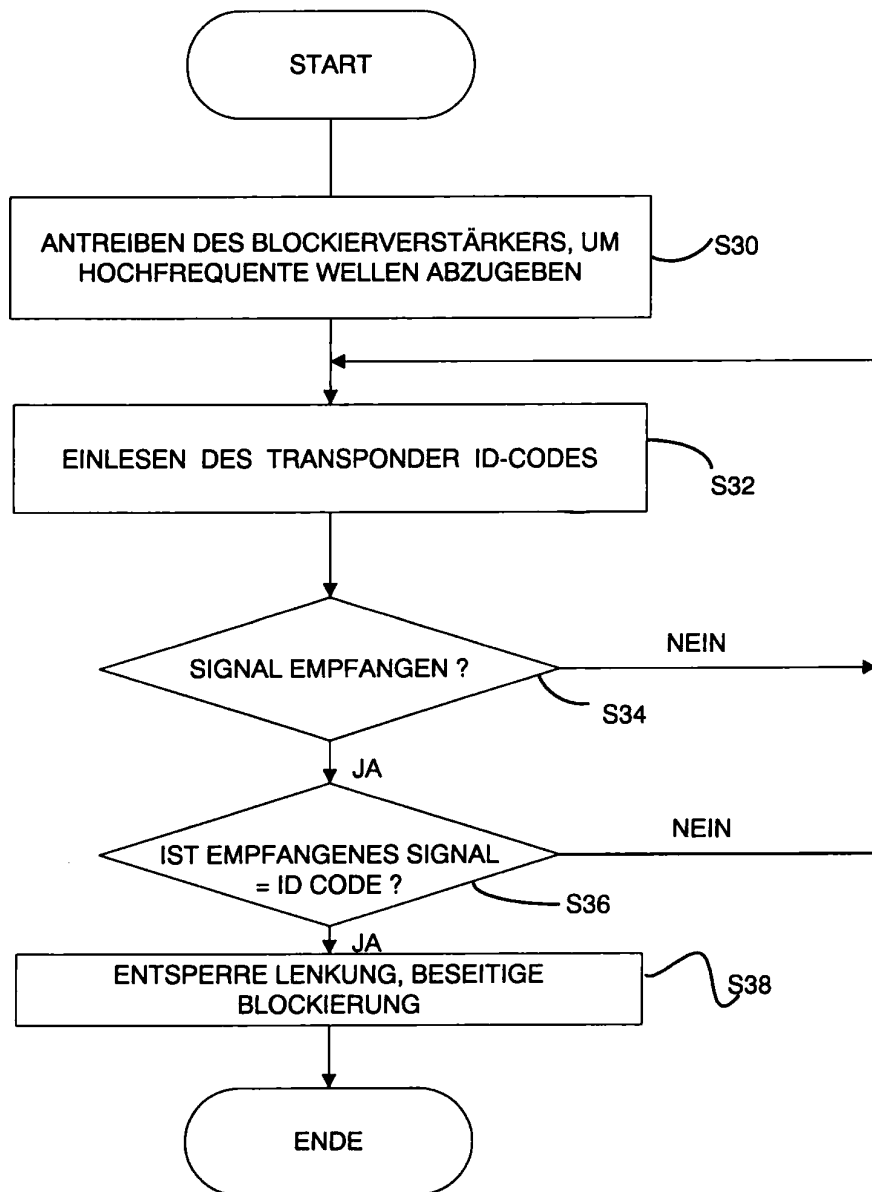 START
ANTREIBEN DES BLOCKIERVERSTÄRKERS, UM
HOCHFREQUENTE WELLEN ABZUGEBEN
S30
EINLESEN DES TRANSPONDER ID-CODES
S32
SIGNAL EMPFANGEN ?
NEIN
S34
JA
IST EMPFANGENES SIGNAL
= ID CODE ?
NEIN
S36
JA
ENTSPERRE LENKUNG, BESEITIGE
BLOCKIERUNG
S38
ENDE